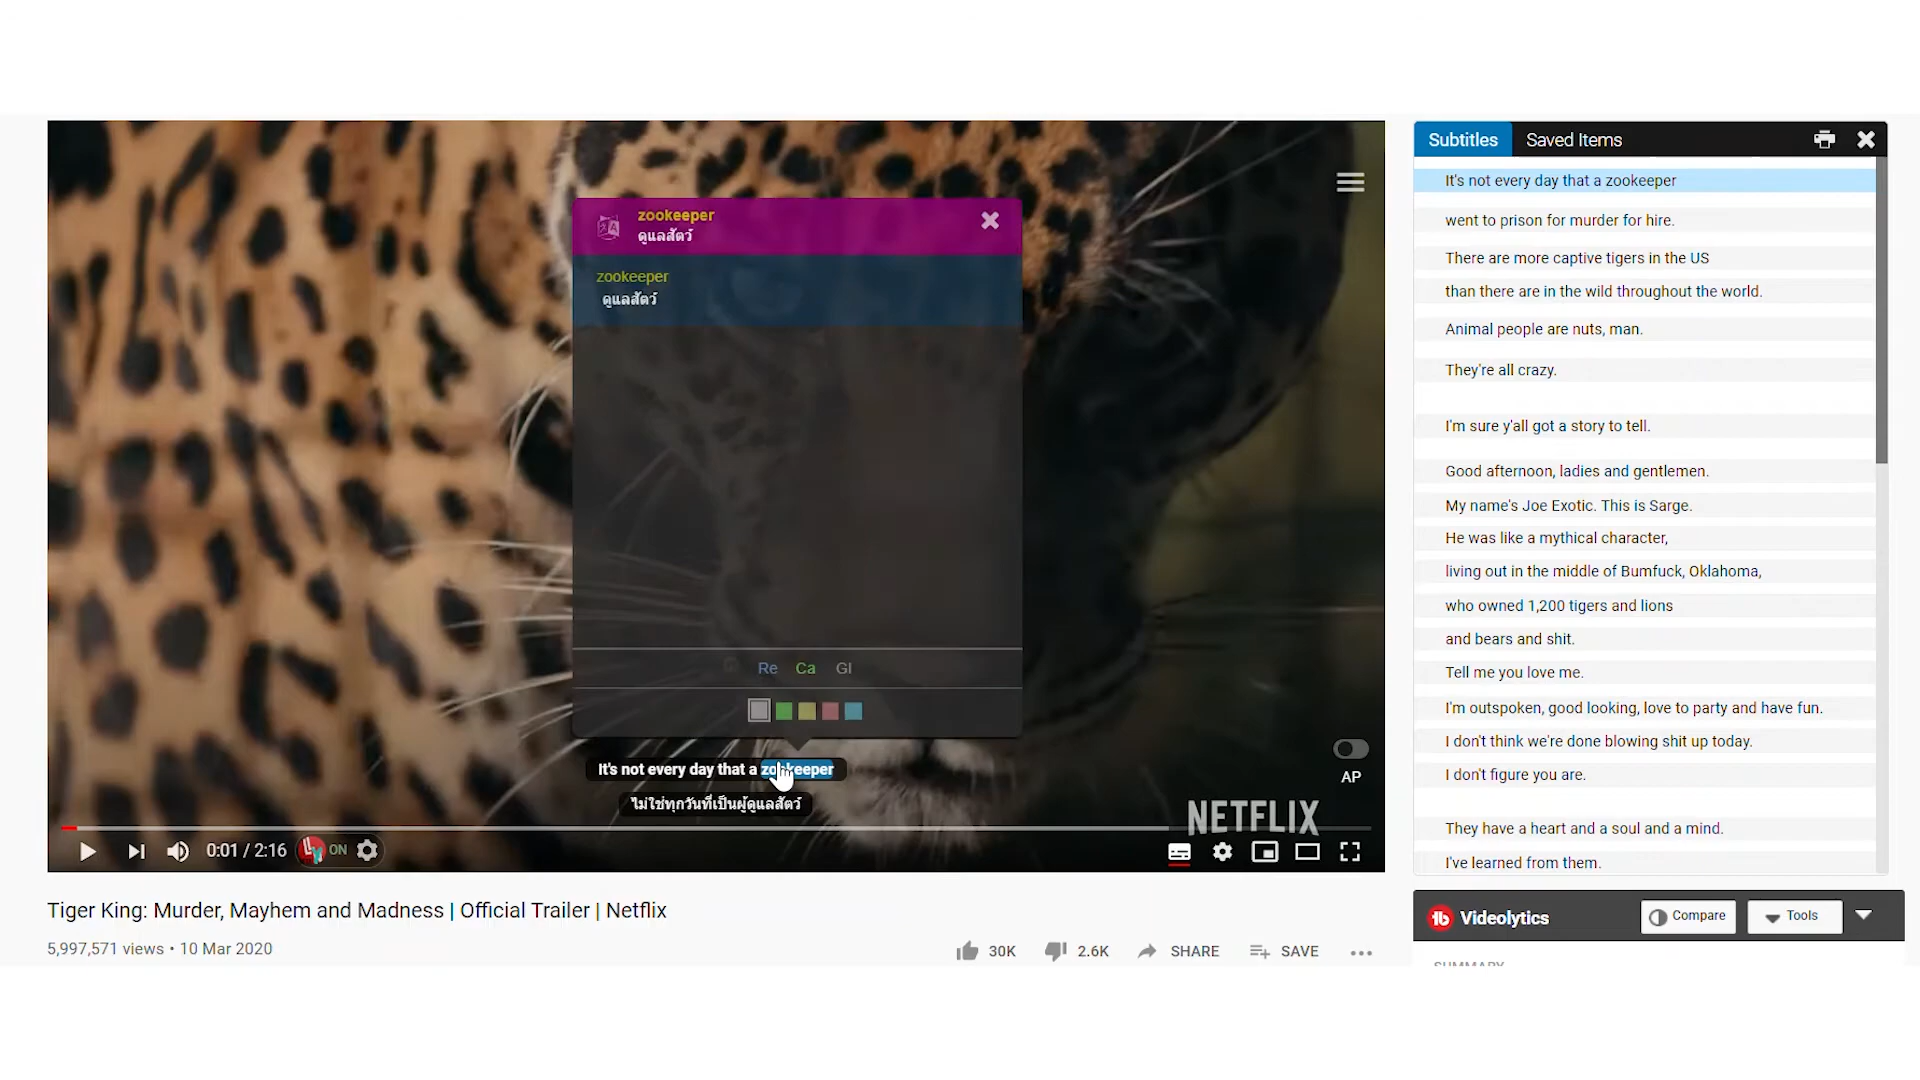 zookeeper
ดูแลสัตว์
zookeeper
ดูแลสัตว์
Re Ca Gl
It's not every day that a zookeeper
ไม่ใช่ทุกวันที่เป็นผู้ดูแลสัตว์
AP
NETFLIX
0:01 / 2:16
ON
Tiger King: Murder, Mayhem and Madness | Official Trailer | Netflix
5,997,571 views • 10 Mar 2020
30K 2.6K SHARE SAVE
Subtitles Saved Items
It's not every day that a zookeeper
went to prison for murder for hire.
There are more captive tigers in the US
than there are in the wild throughout the world.
Animal people are nuts, man.
They're all crazy.
I'm sure y'all got a story to tell.
Good afternoon, ladies and gentlemen.
My name's Joe Exotic. This is Sarge.
He was like a mythical character,
living out in the middle of Bumfuck, Oklahoma,
who owned 1,200 tigers and lions
and bears and shit.
Tell me you love me.
I'm outspoken, good looking, love to party and have fun.
I don't think we're done blowing shit up today.
I don't figure you are.
They have a heart and a soul and a mind.
I've learned from them.
Videolytics Compare Tools
SUMMARY